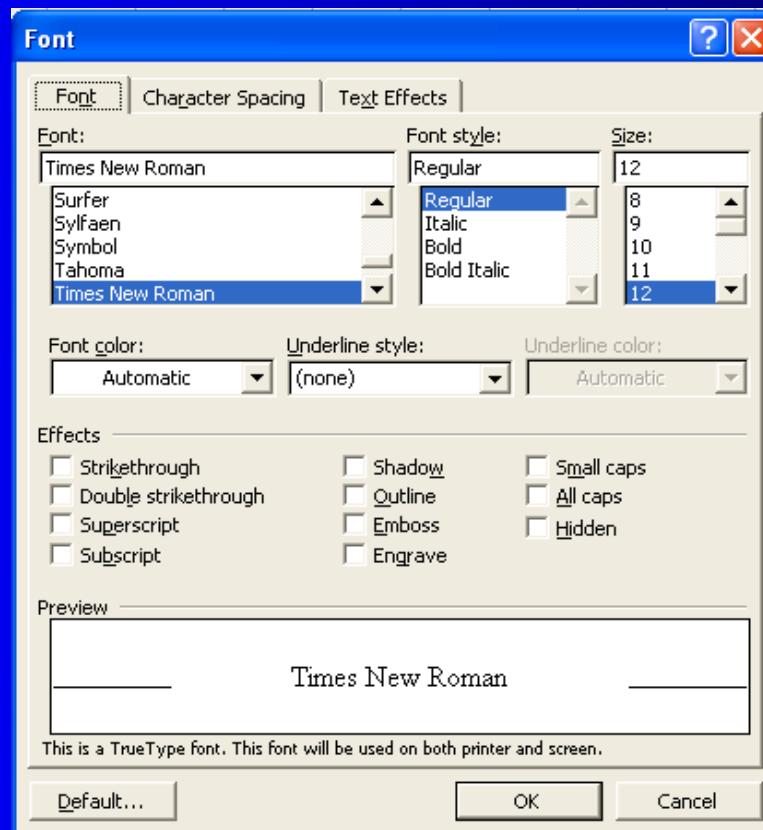 Font
Font Character Spacing Text Effects
Font: Font style: Size:
Times New Roman Regular 12
Surfer Regular 8
Sylfaen Italic 9
Symbol Bold 10
Tahoma Bold Italic 11
Times New Roman 12
Font color: Underline style: Underline color:
Automatic (none) Automatic
Effects
Strikethrough Shadow Small caps
Double strikethrough Outline All caps
Superscript Emboss Hidden
Subscript Engrave
Preview
Times New Roman
This is a TrueType font. This font will be used on both printer and screen.
Default... OK Cancel